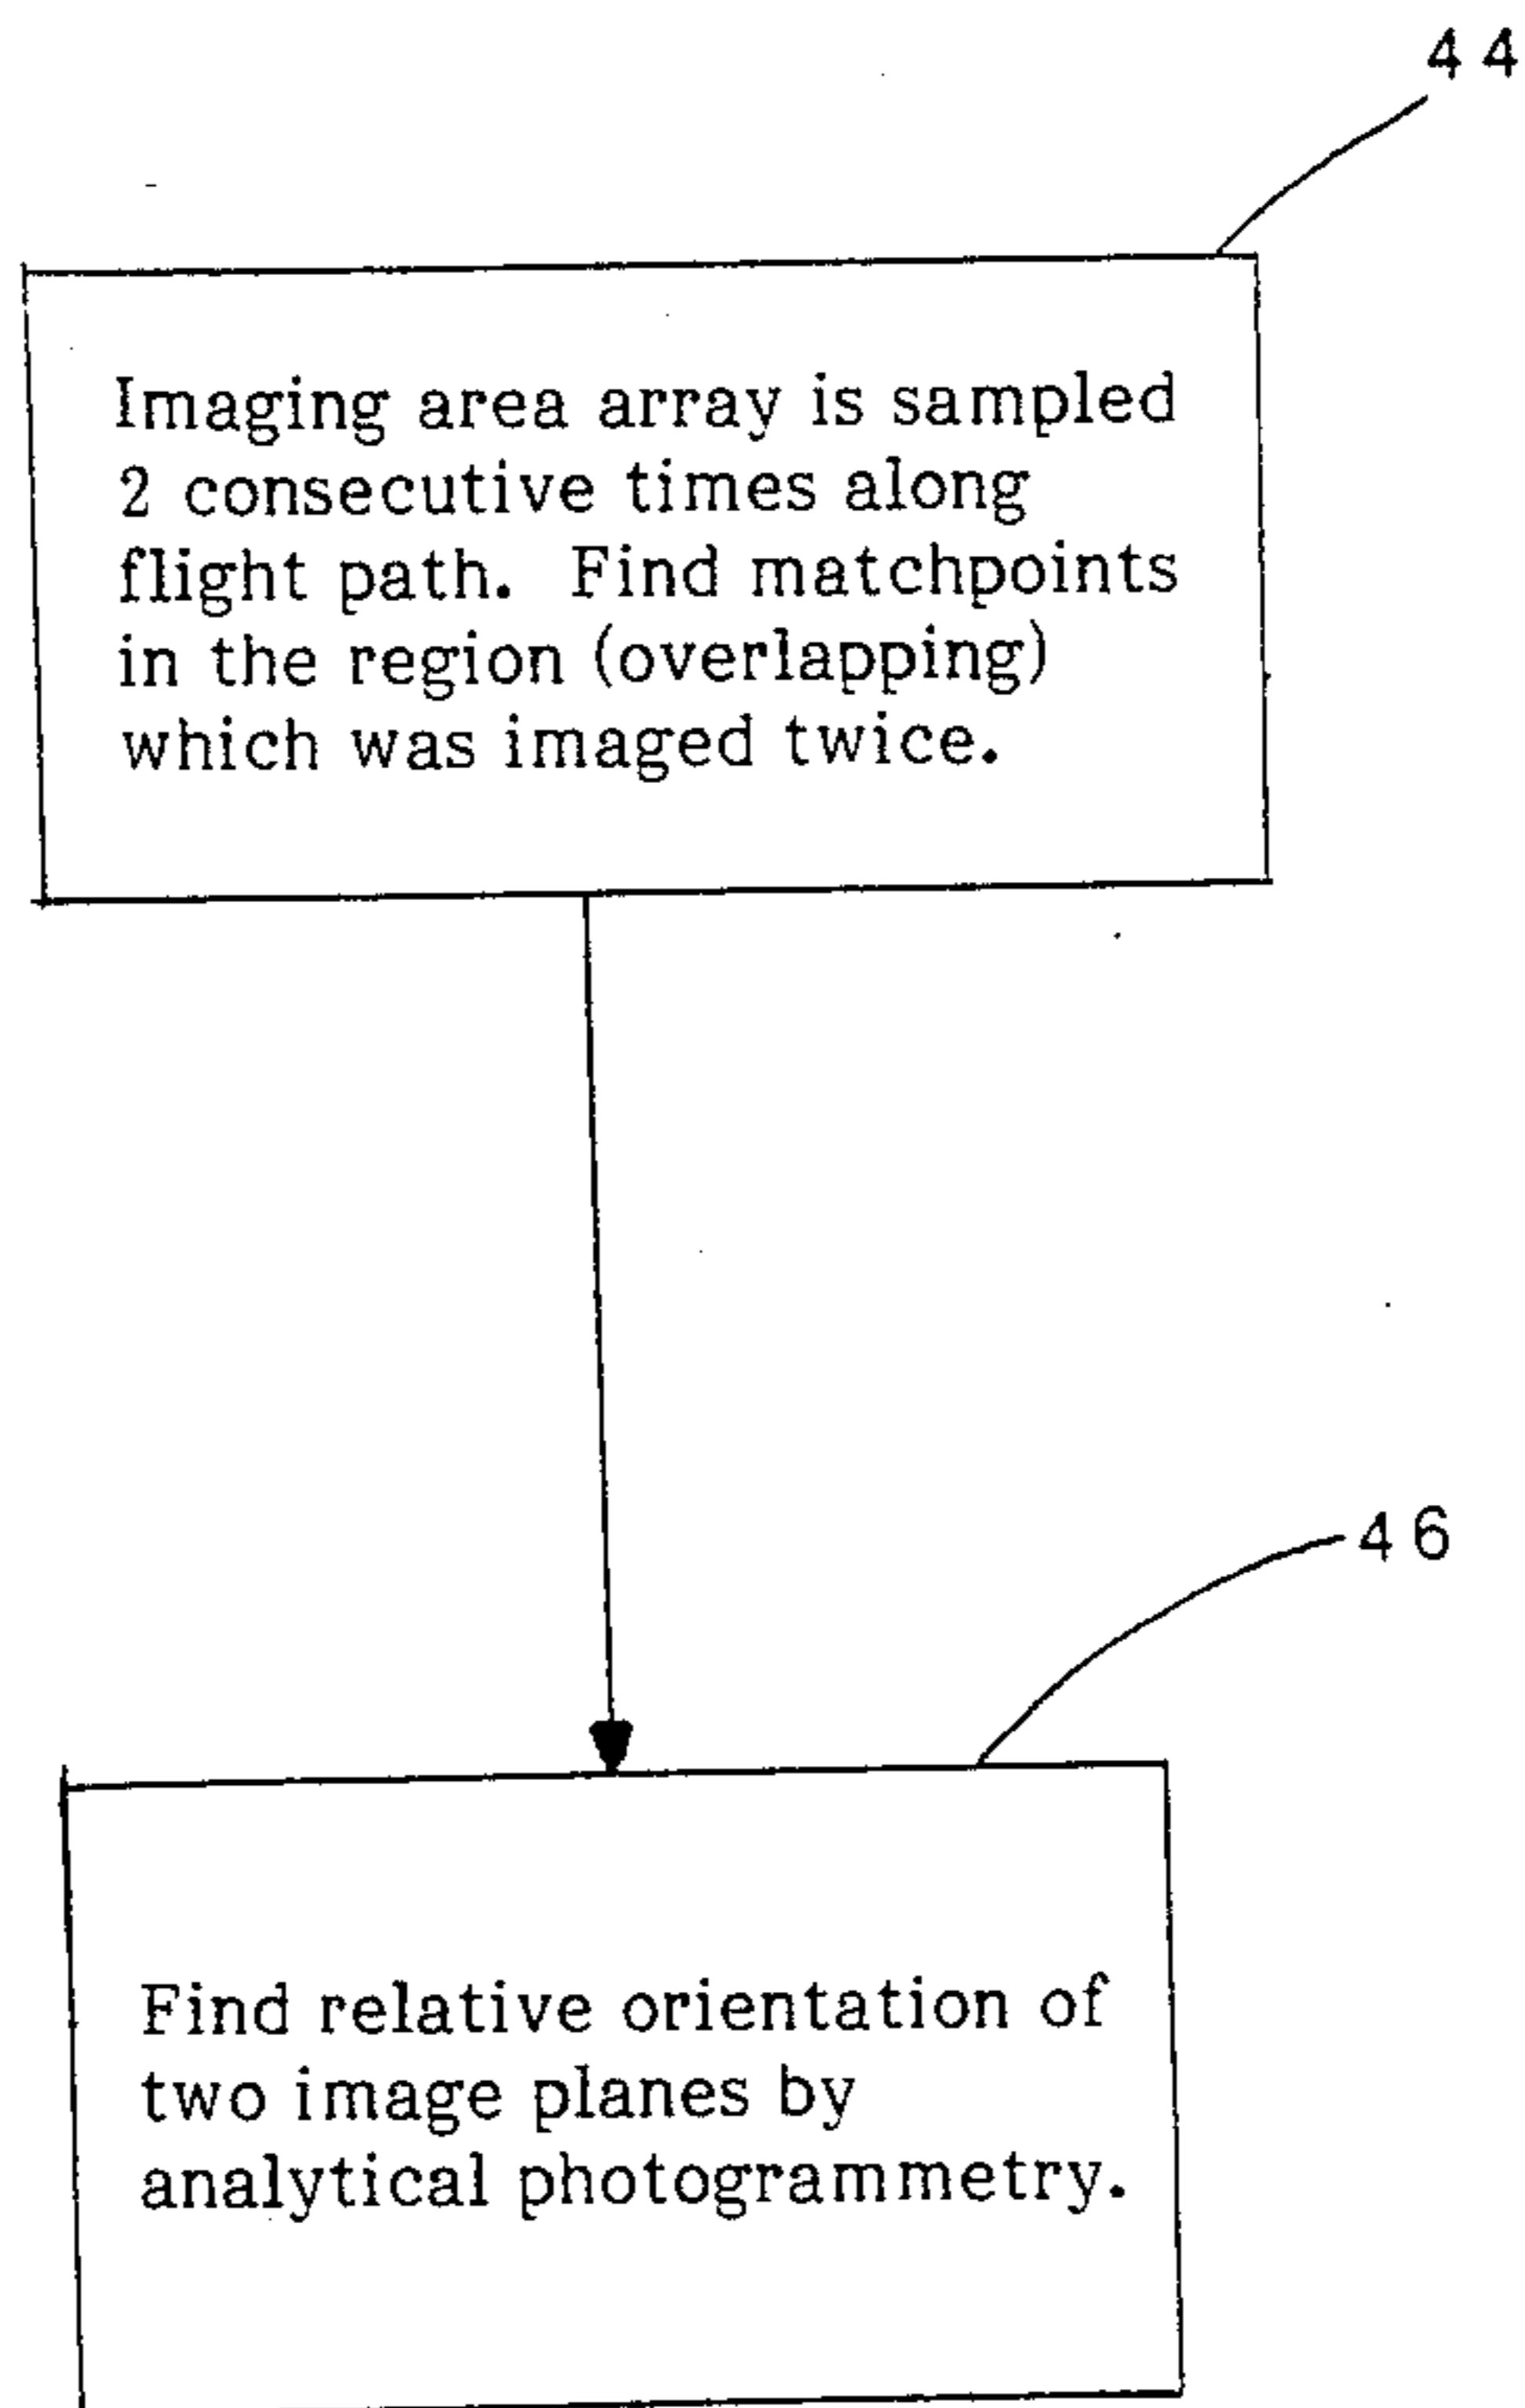 44
Imaging area array is sampled
2 consecutive times along
flight path. Find matchpoints
in the region (overlapping)
which was imaged twice.
46
Find relative orientation of
two image planes by
analytical photogrammetry.